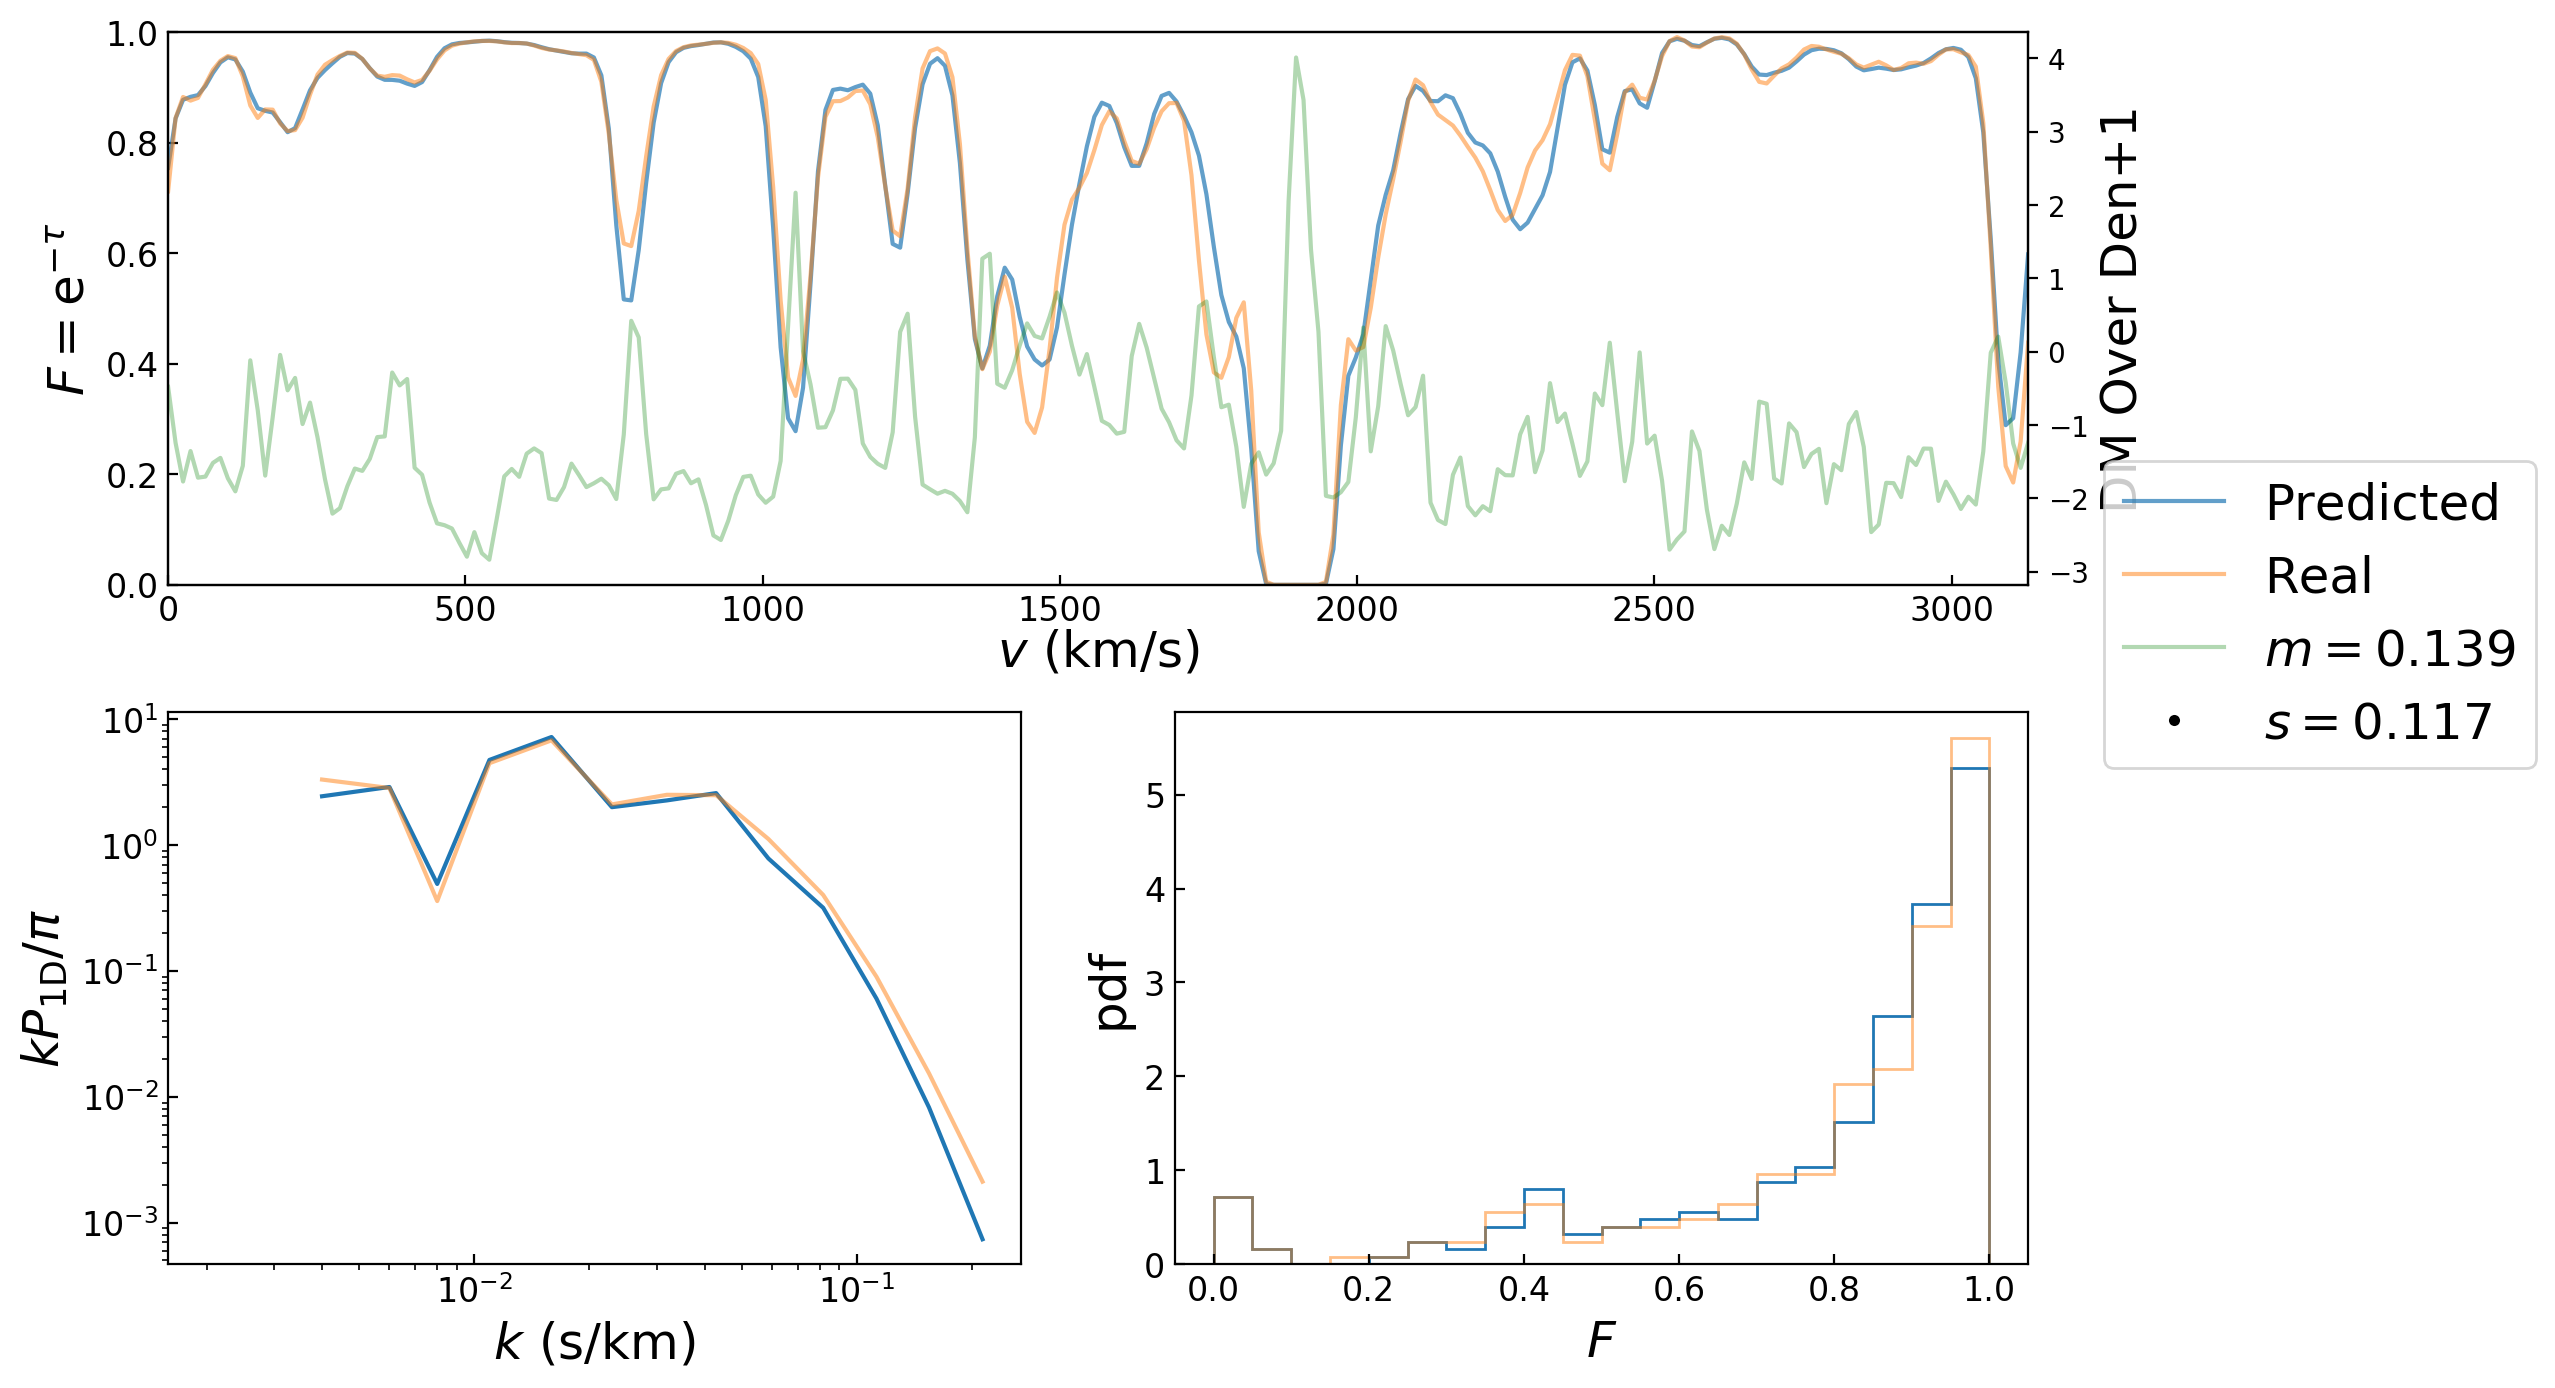 1.0
0.8
0.6
0.4
0.2
0.0
F = e^{−τ}
0 500 1000 1500 2000 2500 3000
v (km/s)
4
3
2
1
0
−1
−2
−3
DM Over Den+1
Predicted
Real
m = 0.139
s = 0.117
10^1
10^0
10^{−1}
10^{−2}
10^{−3}
kP_{1D}/π
10^{−2} 10^{−1}
k (s/km)
5
4
3
2
1
0
pdf
0.0 0.2 0.4 0.6 0.8 1.0
F